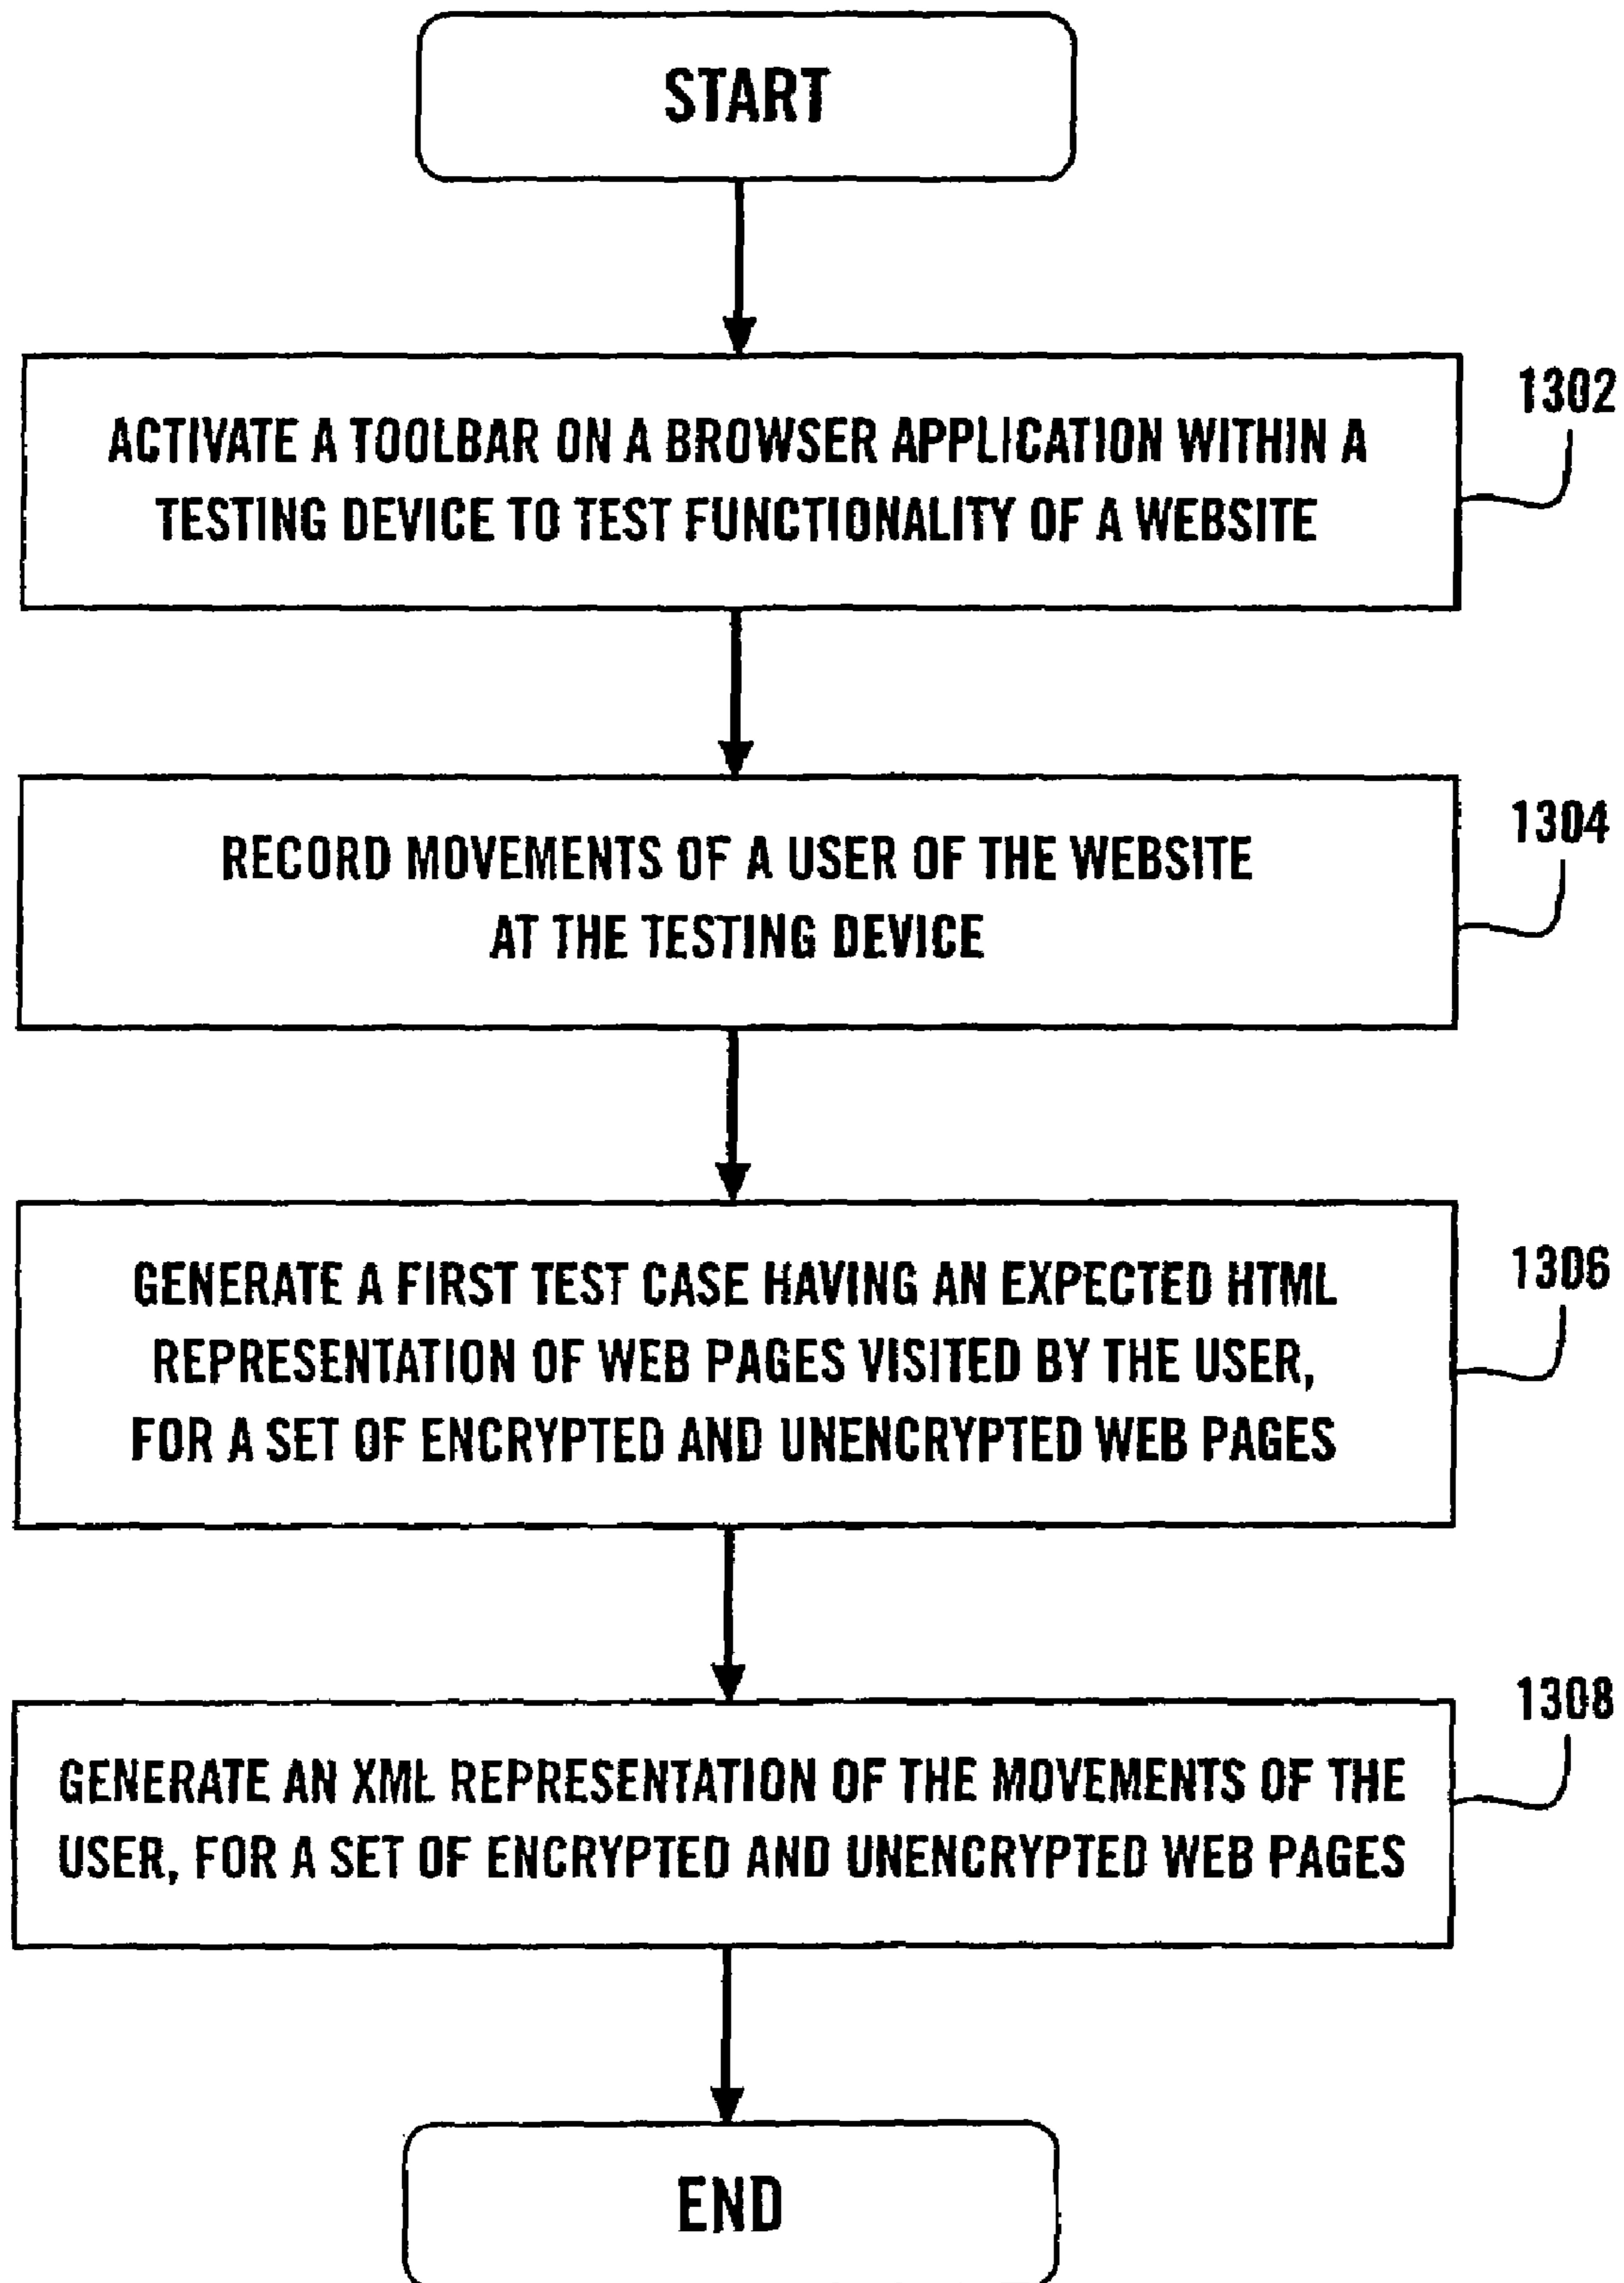 START
1302
ACTIVATE A TOOLBAR ON A BROWSER APPLICATION WITHIN A
TESTING DEVICE TO TEST FUNCTIONALITY OF A WEBSITE
1304
RECORD MOVEMENTS OF A USER OF THE WEBSITE
AT THE TESTING DEVICE
1306
GENERATE A FIRST TEST CASE HAVING AN EXPECTED HTML
REPRESENTATION OF WEB PAGES VISITED BY THE USER,
FOR A SET OF ENCRYPTED AND UNENCRYPTED WEB PAGES
1308
GENERATE AN XML REPRESENTATION OF THE MOVEMENTS OF THE
USER, FOR A SET OF ENCRYPTED AND UNENCRYPTED WEB PAGES
END